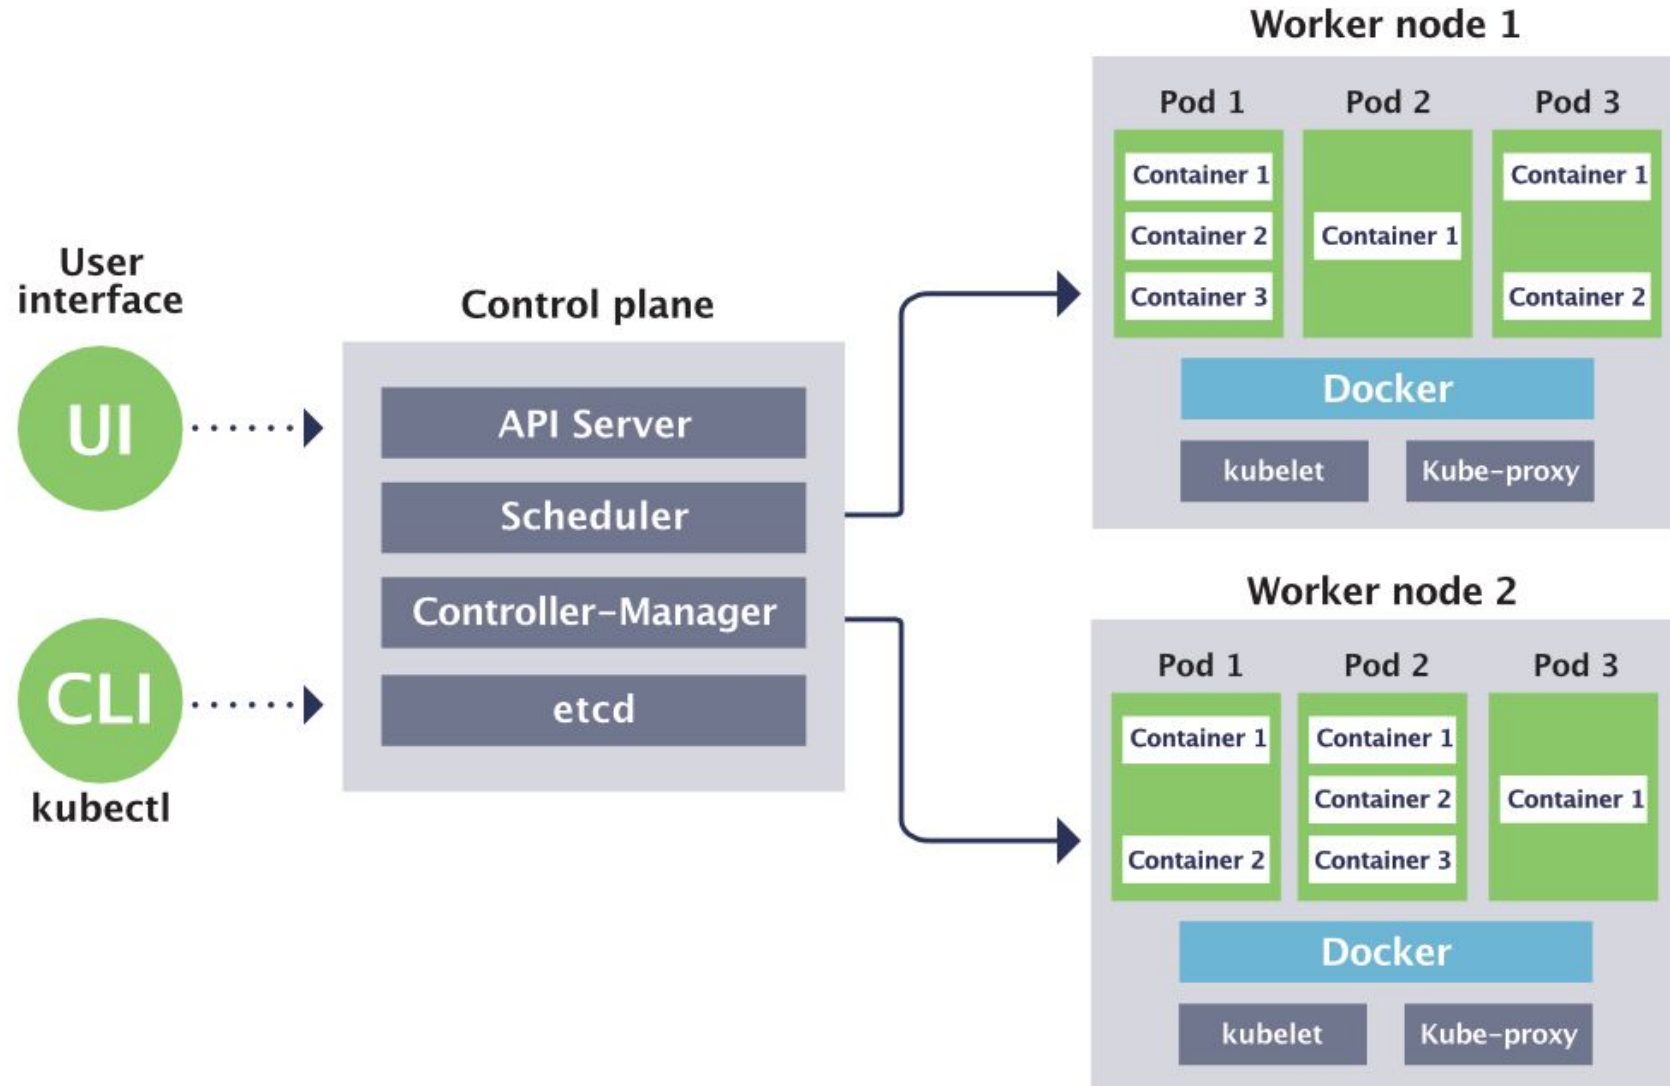 User
interface
UI
CLI
kubectl
Control plane
API Server
Scheduler
Controller-Manager
etcd
Worker node 1
Pod 1
Pod 2
Pod 3
Container 1
Container 2
Container 3
Container 1
Container 1
Container 2
Docker
kubelet
Kube-proxy
Worker node 2
Pod 1
Pod 2
Pod 3
Container 1
Container 2
Container 1
Container 2
Container 3
Container 1
Docker
kubelet
Kube-proxy